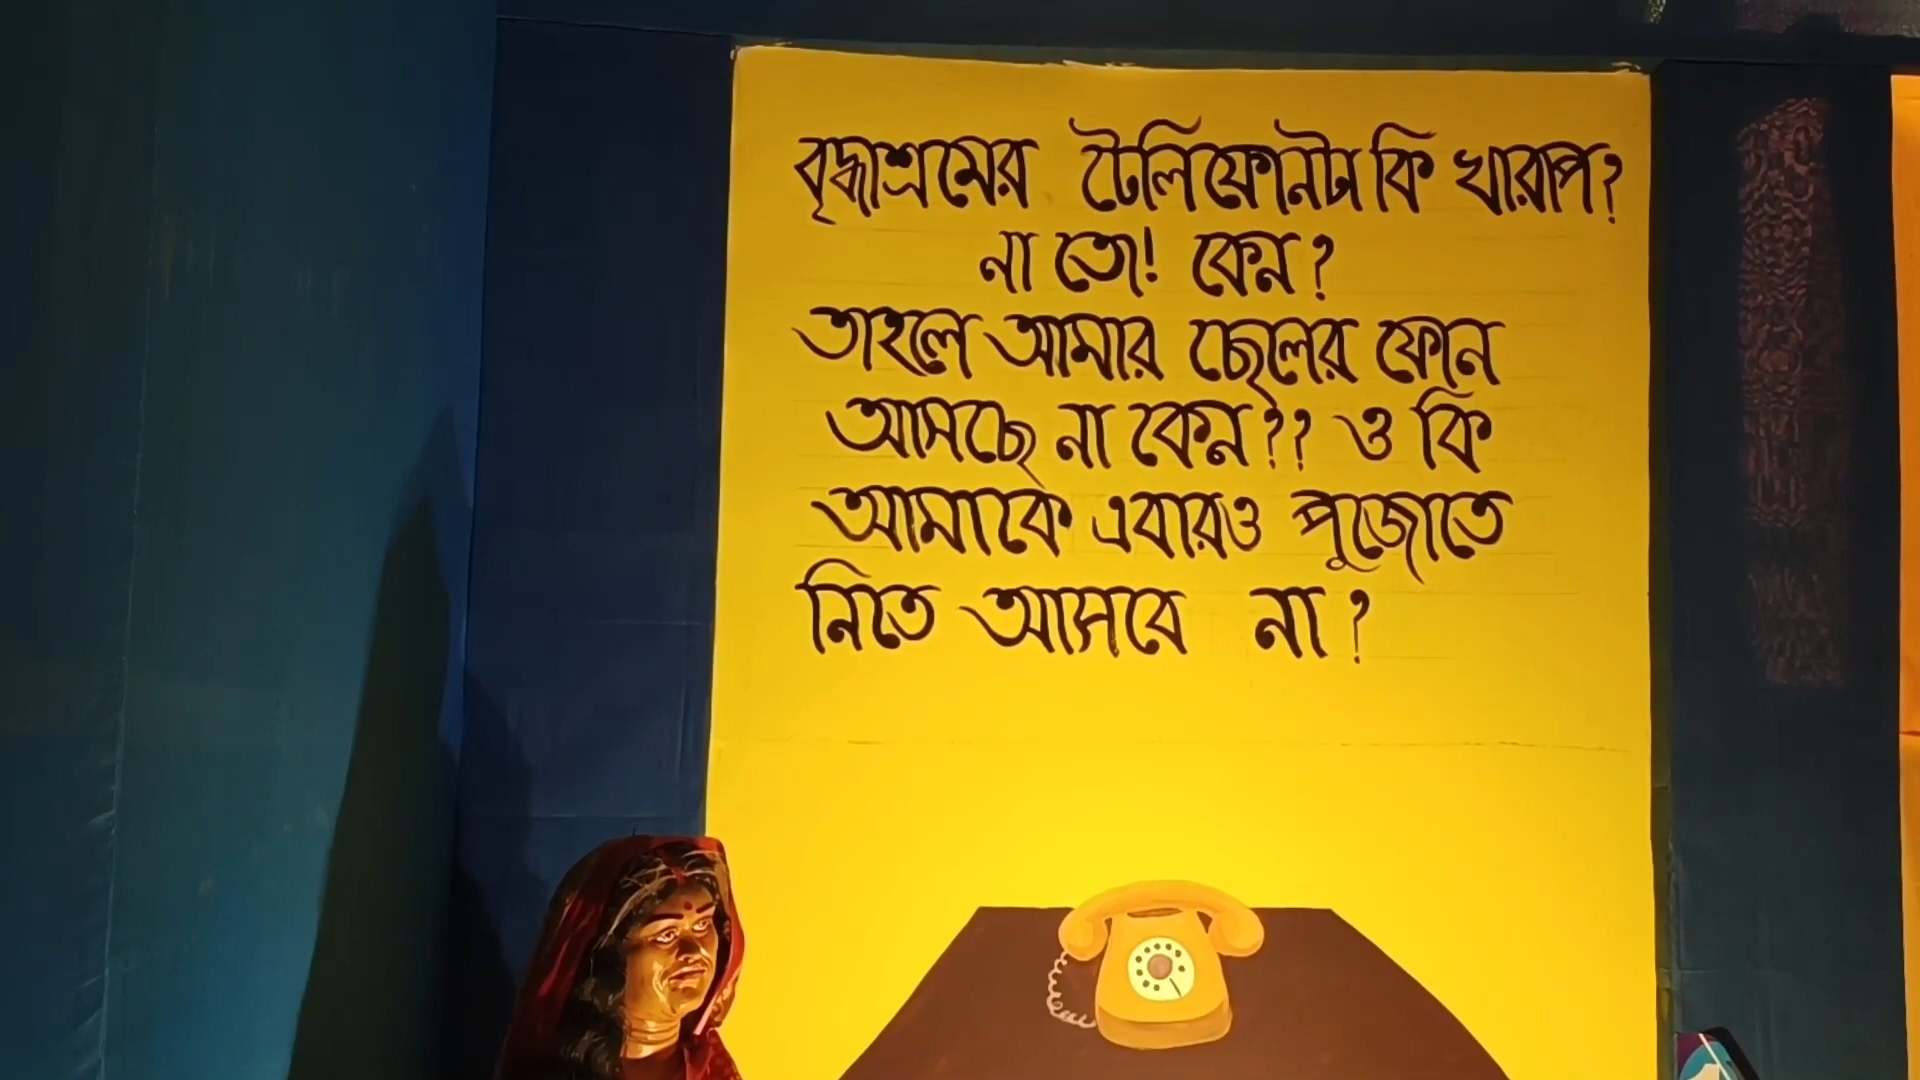 বৃদ্ধাশ্রমের টেলিফোনটা কি খারাপ?
না তো! কেন?
তাহলে আমার ছেলের ফোন
আসছে না কেন?? ও কি
আমাকে এবারও পুজোতে
নিতে আসবে না?